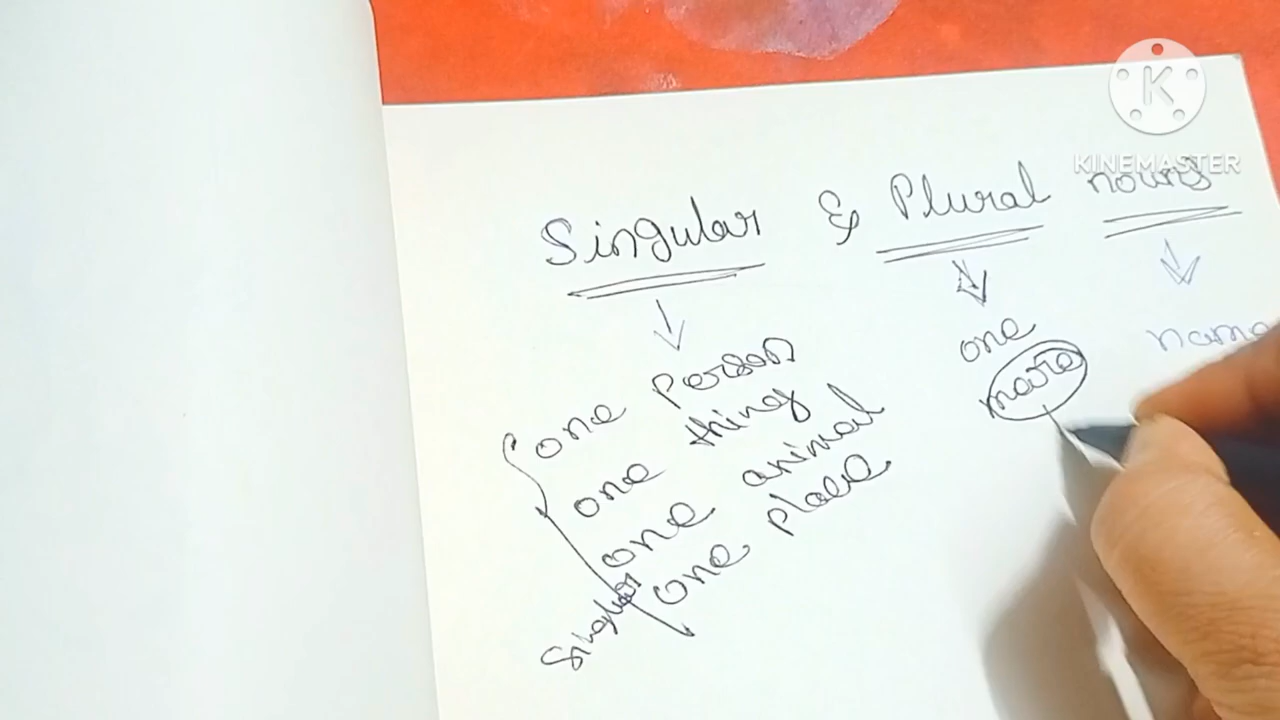 KINEMASTER
Singular & Plural nouns
one person
one thing
one animal
one place
Singular
one
more
name